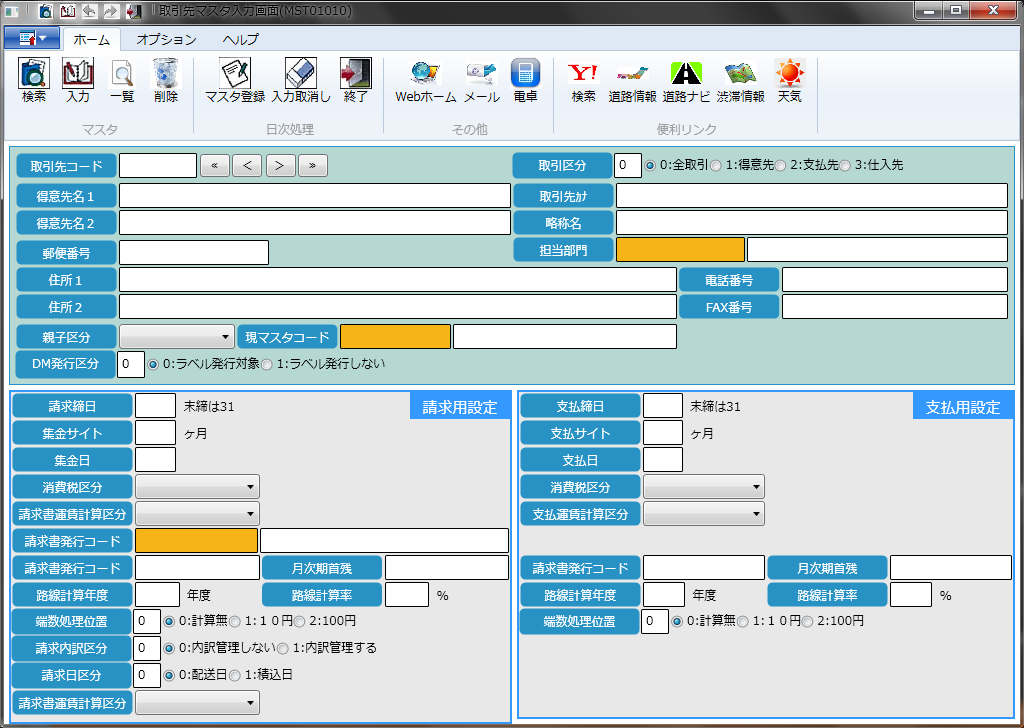 取引先マスタ入力画面(MST01010)
ホーム オプション ヘルプ
検索 入力 一覧 削除 マスタ登録 入力取消し 終了 Webホーム メール 電卓 Y! 検索 道路情報 道路ナビ 渋滞情報 天気
マスタ 日次処理 その他 便利リンク
取引先コード « < > » 取引区分 0 0:全取引 1:得意先 2:支払先 3:仕入先
得意先名1 取引先ｶﾅ
得意先名2 略称名
郵便番号 担当部門
住所1 電話番号
住所2 FAX番号
親子区分 現マスタコード
DM発行区分 0 0:ラベル発行対象 1:ラベル発行しない
請求締日 末締は31 請求用設定
集金サイト ヶ月
集金日
消費税区分
請求書運賃計算区分
請求書発行コード
請求書発行コード 月次期首残
路線計算年度 年度 路線計算率 %
端数処理位置 0 0:計算無 1:１０円 2:100円
請求内訳区分 0 0:内訳管理しない 1:内訳管理する
請求日区分 0 0:配送日 1:積込日
請求書運賃計算区分
支払締日 末締は31 支払用設定
支払サイト ヶ月
支払日
消費税区分
支払運賃計算区分
請求書発行コード 月次期首残
路線計算年度 年度 路線計算率 %
端数処理位置 0 0:計算無 1:１０円 2:100円